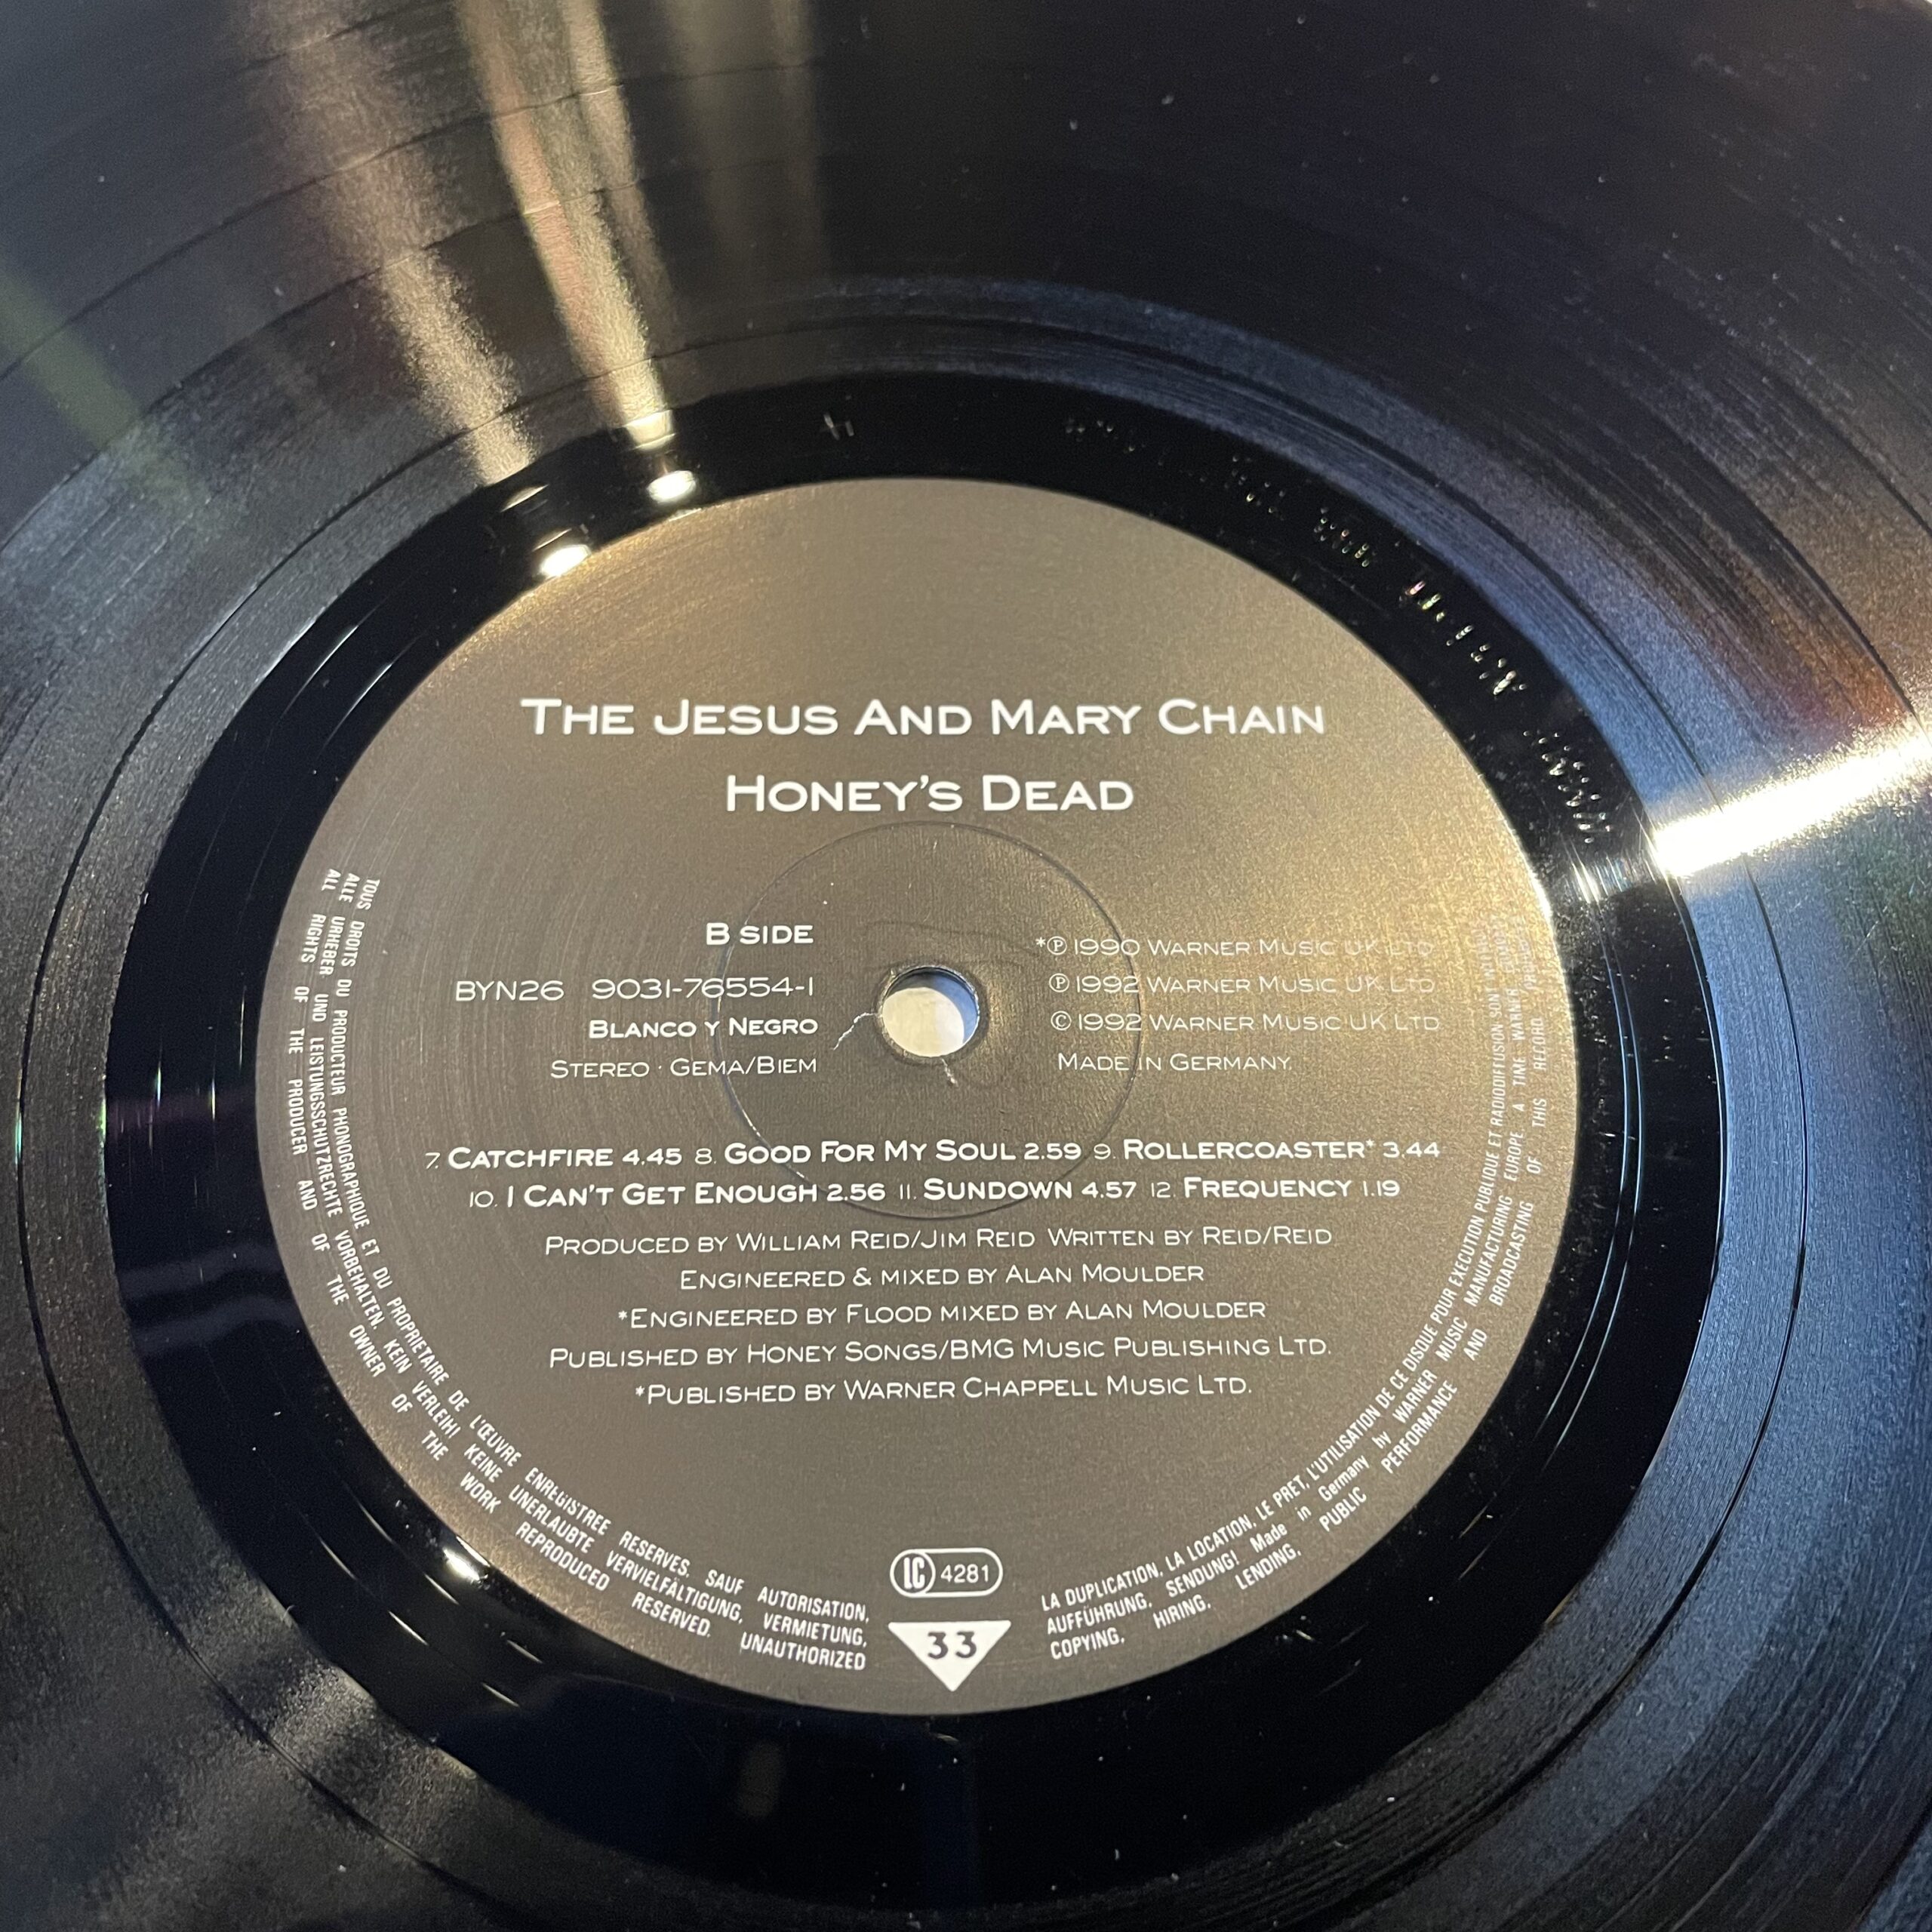 THE JESUS AND MARY CHAIN
HONEY'S DEAD
B SIDE
BYN26 9031-76554-1
BLANCO Y NEGRO
STEREO · GEMA/BIEM
*℗ 1990 WARNER MUSIC UK LTD
℗ 1992 WARNER MUSIC UK LTD
© 1992 WARNER MUSIC UK LTD
MADE IN GERMANY.
7. CATCHFIRE 4.45 8. GOOD FOR MY SOUL 2.59 9. ROLLERCOASTER* 3.44
10. I CAN'T GET ENOUGH 2.56 11. SUNDOWN 4.57 12. FREQUENCY 1.19
PRODUCED BY WILLIAM REID/JIM REID WRITTEN BY REID/REID
ENGINEERED & MIXED BY ALAN MOULDER
*ENGINEERED BY FLOOD MIXED BY ALAN MOULDER
PUBLISHED BY HONEY SONGS/BMG MUSIC PUBLISHING LTD.
*PUBLISHED BY WARNER CHAPPELL MUSIC LTD.
LC 4281
33
TOUS DROITS DU PRODUCTEUR PHONOGRAPHIQUE ET DU PROPRIETAIRE DE L'ŒUVRE ENREGISTREE RESERVES. SAUF AUTORISATION, LA DUPLICATION, LA LOCATION, LE PRET, L'UTILISATION DE CE DISQUE POUR EXECUTION PUBLIQUE ET RADIODIFFUSION SONT
ALLE URHEBER UND LEISTUNGSSCHUTZRECHTE VORBEHALTEN. KEIN VERLEIH! KEINE UNERLAUBTE VERVIELFÄLTIGUNG, VERMIETUNG, AUFFÜHRUNG, SENDUNG! Made in Germany by WARNER MUSIC MANUFACTURING EUROPE A TIME WARNER
ALL RIGHTS OF THE PRODUCER AND OF THE OWNER OF THE WORK REPRODUCED RESERVED. UNAUTHORIZED COPYING, HIRING, LENDING, PUBLIC PERFORMANCE AND BROADCASTING OF THIS RECORD